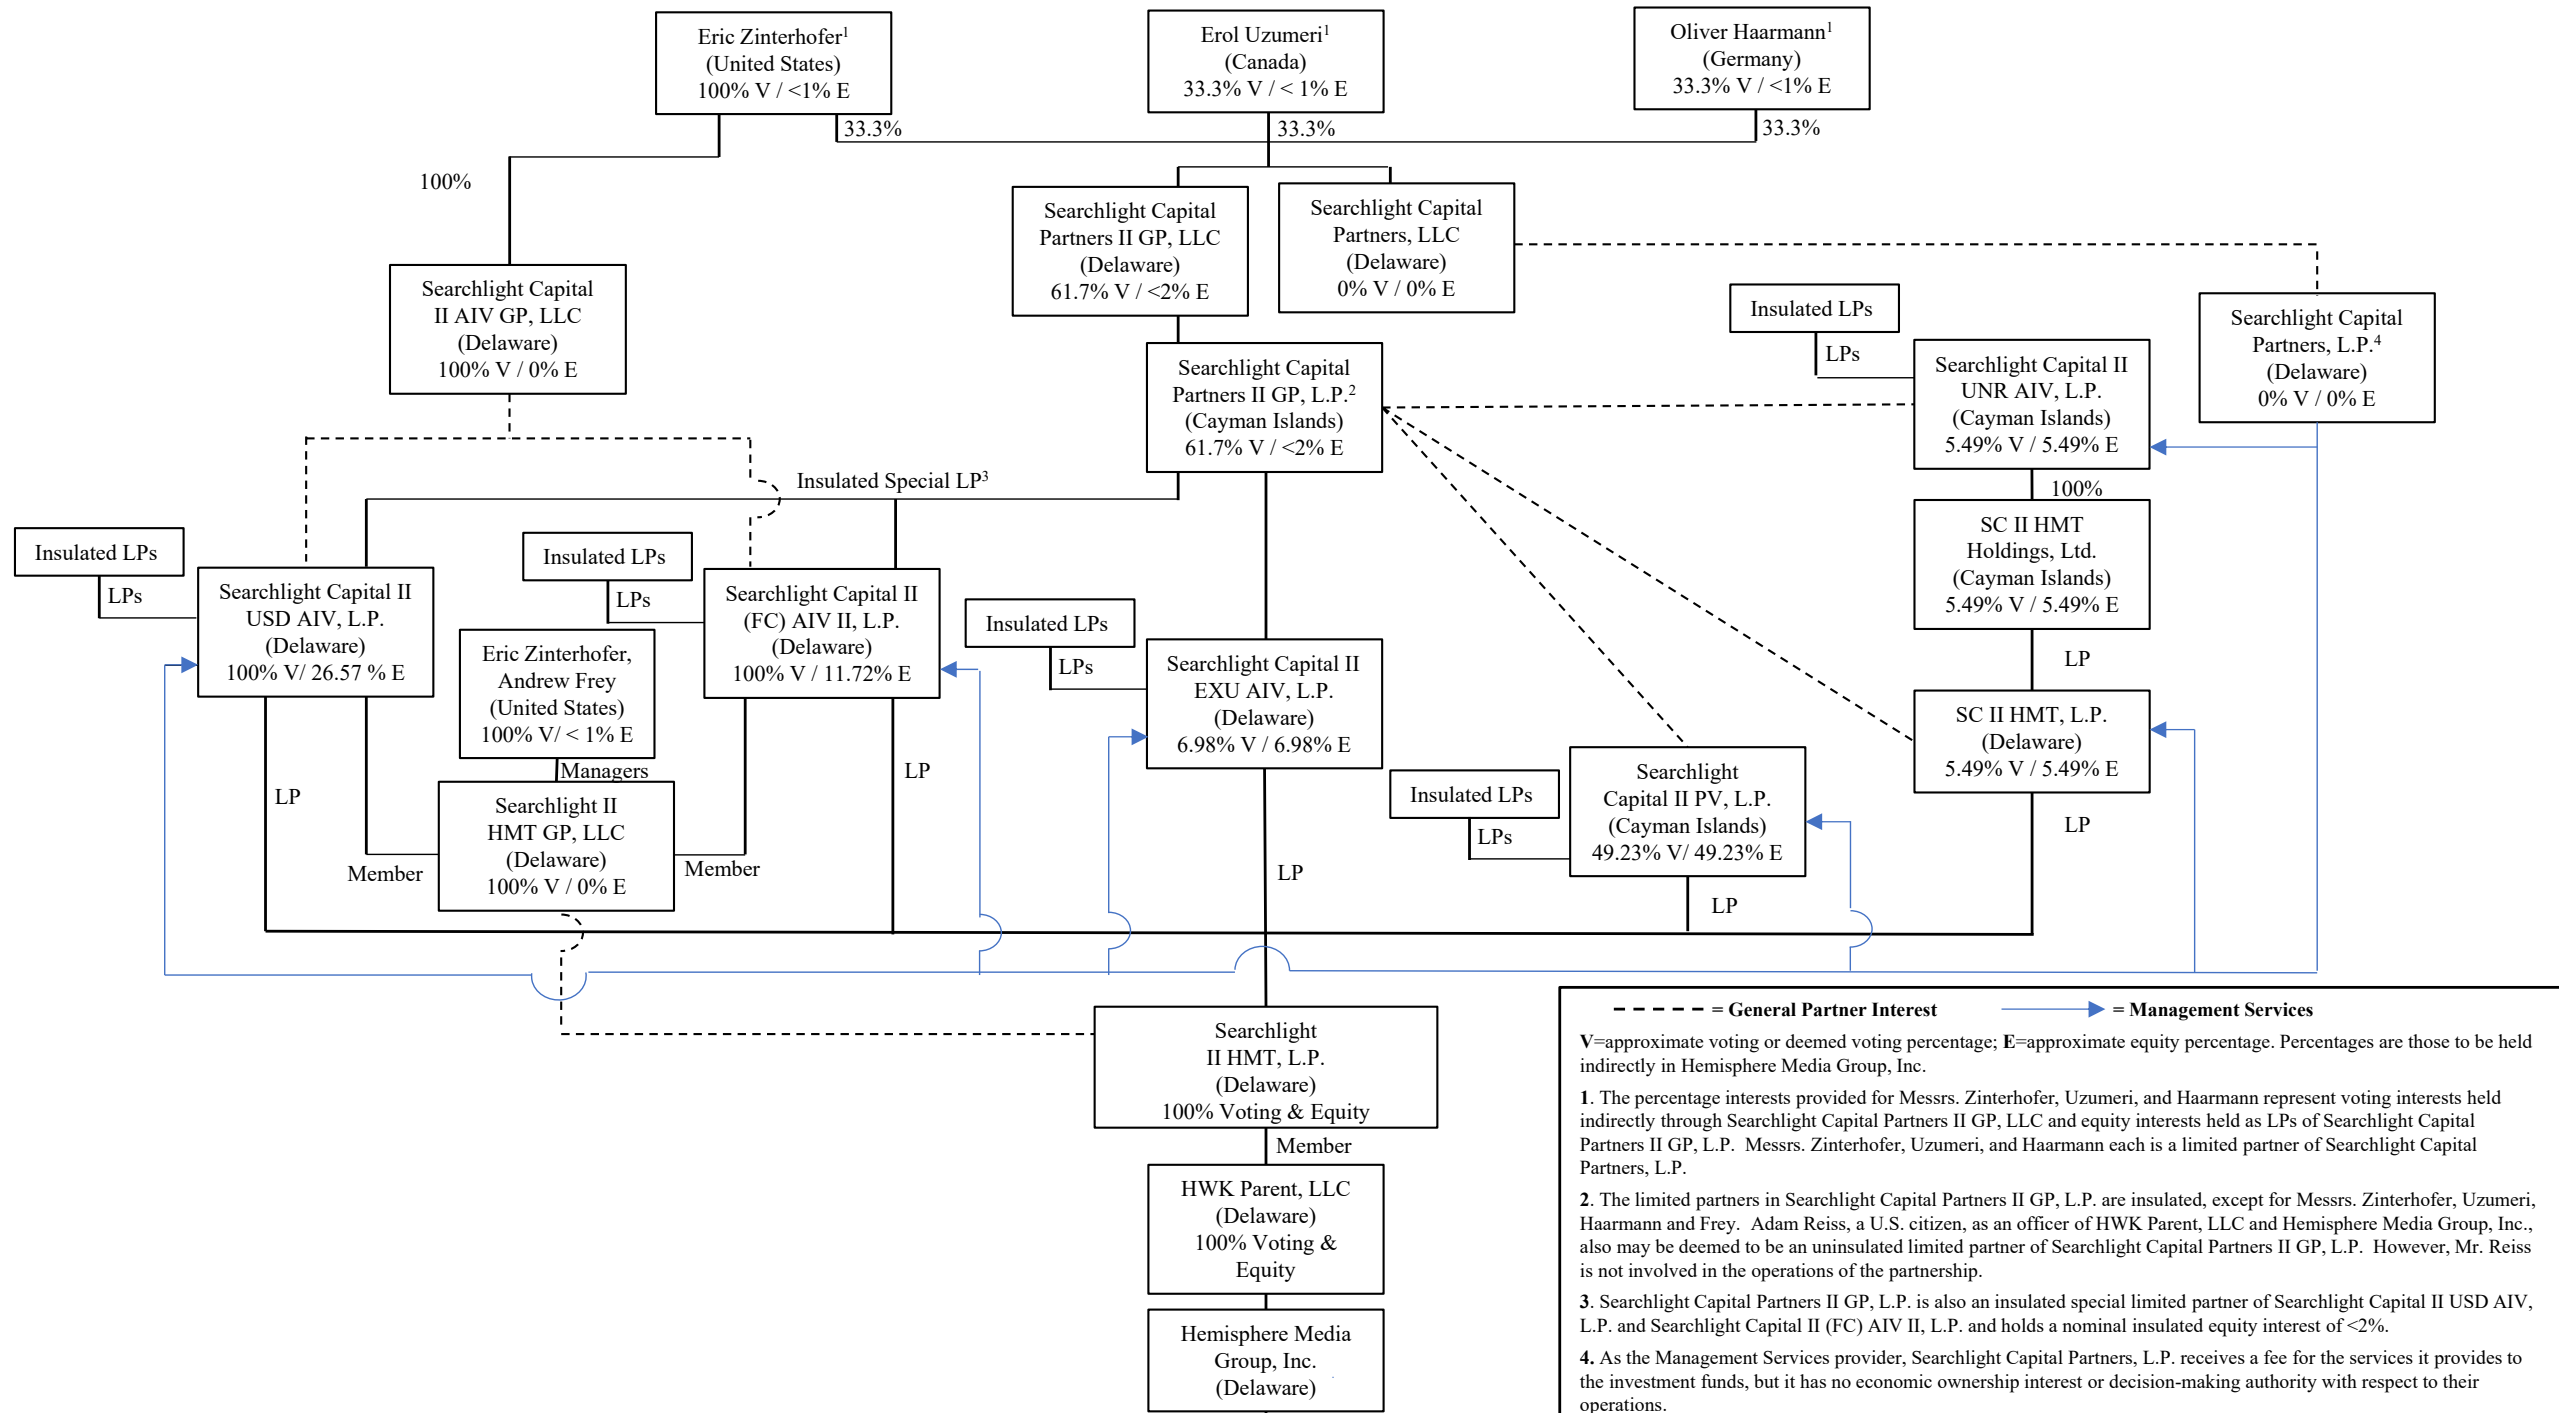 Eric Zinterhofer1
(United States)
100% V / <1% E
Erol Uzumeri1
(Canada)
33.3% V / < 1% E
Oliver Haarmann1
(Germany)
33.3% V / <1% E
33.3%
33.3%
33.3%
100%
Searchlight Capital
Partners II GP, LLC
(Delaware)
61.7% V / <2% E
Searchlight Capital
Partners, LLC
(Delaware)
0% V / 0% E
Searchlight Capital
II AIV GP, LLC
(Delaware)
100% V / 0% E
Insulated LPs
LPs
Searchlight Capital
Partners, L.P.4
(Delaware)
0% V / 0% E
Searchlight Capital
Partners II GP, L.P.2
(Cayman Islands)
61.7% V / <2% E
Searchlight Capital II
UNR AIV, L.P.
(Cayman Islands)
5.49% V / 5.49% E
100%
Insulated Special LP3
SC II HMT
Holdings, Ltd.
(Cayman Islands)
5.49% V / 5.49% E
LP
Insulated LPs
LPs
Searchlight Capital II
USD AIV, L.P.
(Delaware)
100% V/ 26.57 % E
Insulated LPs
LPs
Searchlight Capital II
(FC) AIV II, L.P.
(Delaware)
100% V / 11.72% E
Eric Zinterhofer,
Andrew Frey
(United States)
100% V/ < 1% E
Managers
Insulated LPs
LPs
Searchlight Capital II
EXU AIV, L.P.
(Delaware)
6.98% V / 6.98% E
SC II HMT, L.P.
(Delaware)
5.49% V / 5.49% E
LP
Insulated LPs
LPs
Searchlight
Capital II PV, L.P.
(Cayman Islands)
49.23% V/ 49.23% E
LP
LP
LP
Searchlight II
HMT GP, LLC
(Delaware)
100% V / 0% E
Member
Member
LP
Searchlight
II HMT, L.P.
(Delaware)
100% Voting & Equity
Member
HWK Parent, LLC
(Delaware)
100% Voting &
Equity
Hemisphere Media
Group, Inc.
(Delaware)
= General Partner Interest
= Management Services
V=approximate voting or deemed voting percentage; E=approximate equity percentage. Percentages are those to be held
indirectly in Hemisphere Media Group, Inc.
1. The percentage interests provided for Messrs. Zinterhofer, Uzumeri, and Haarmann represent voting interests held
indirectly through Searchlight Capital Partners II GP, LLC and equity interests held as LPs of Searchlight Capital
Partners II GP, L.P. Messrs. Zinterhofer, Uzumeri, and Haarmann each is a limited partner of Searchlight Capital
Partners, L.P.
2. The limited partners in Searchlight Capital Partners II GP, L.P. are insulated, except for Messrs. Zinterhofer, Uzumeri,
Haarmann and Frey. Adam Reiss, a U.S. citizen, as an officer of HWK Parent, LLC and Hemisphere Media Group, Inc.,
also may be deemed to be an uninsulated limited partner of Searchlight Capital Partners II GP, L.P. However, Mr. Reiss
is not involved in the operations of the partnership.
3. Searchlight Capital Partners II GP, L.P. is also an insulated special limited partner of Searchlight Capital II USD AIV,
L.P. and Searchlight Capital II (FC) AIV II, L.P. and holds a nominal insulated equity interest of <2%.
4. As the Management Services provider, Searchlight Capital Partners, L.P. receives a fee for the services it provides to
the investment funds, but it has no economic ownership interest or decision-making authority with respect to their
operations.